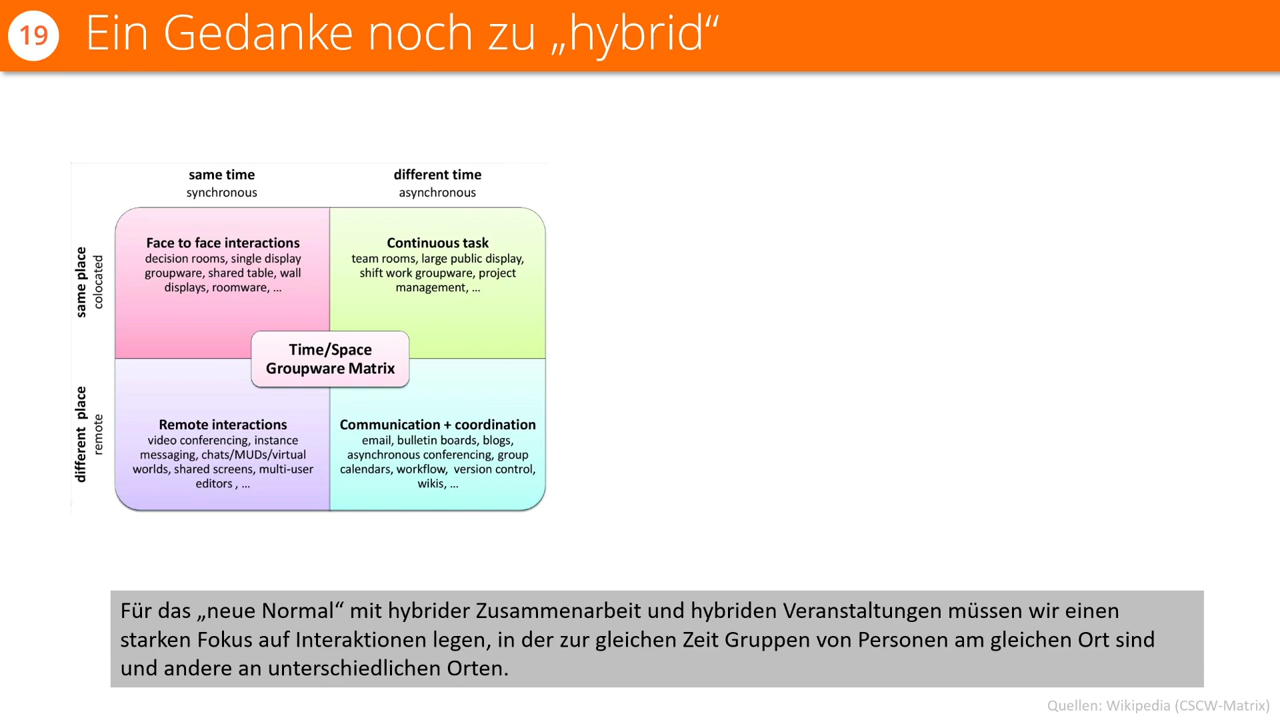 19
Ein Gedanke noch zu „hybrid“
same time
synchronous
different time
asynchronous
same place
colocated
Face to face interactions
decision rooms, single display
groupware, shared table, wall
displays, roomware, ...
Continuous task
team rooms, large public display,
shift work groupware, project
management, ...
Time/Space
Groupware Matrix
different place
remote
Remote interactions
video conferencing, instance
messaging, chats/MUDs/virtual
worlds, shared screens, multi-user
editors , ...
Communication + coordination
email, bulletin boards, blogs,
asynchronous conferencing, group
calendars, workflow, version control,
wikis, ...
Für das „neue Normal“ mit hybrider Zusammenarbeit und hybriden Veranstaltungen müssen wir einen
starken Fokus auf Interaktionen legen, in der zur gleichen Zeit Gruppen von Personen am gleichen Ort sind
und andere an unterschiedlichen Orten.
Quellen: Wikipedia (CSCW-Matrix)